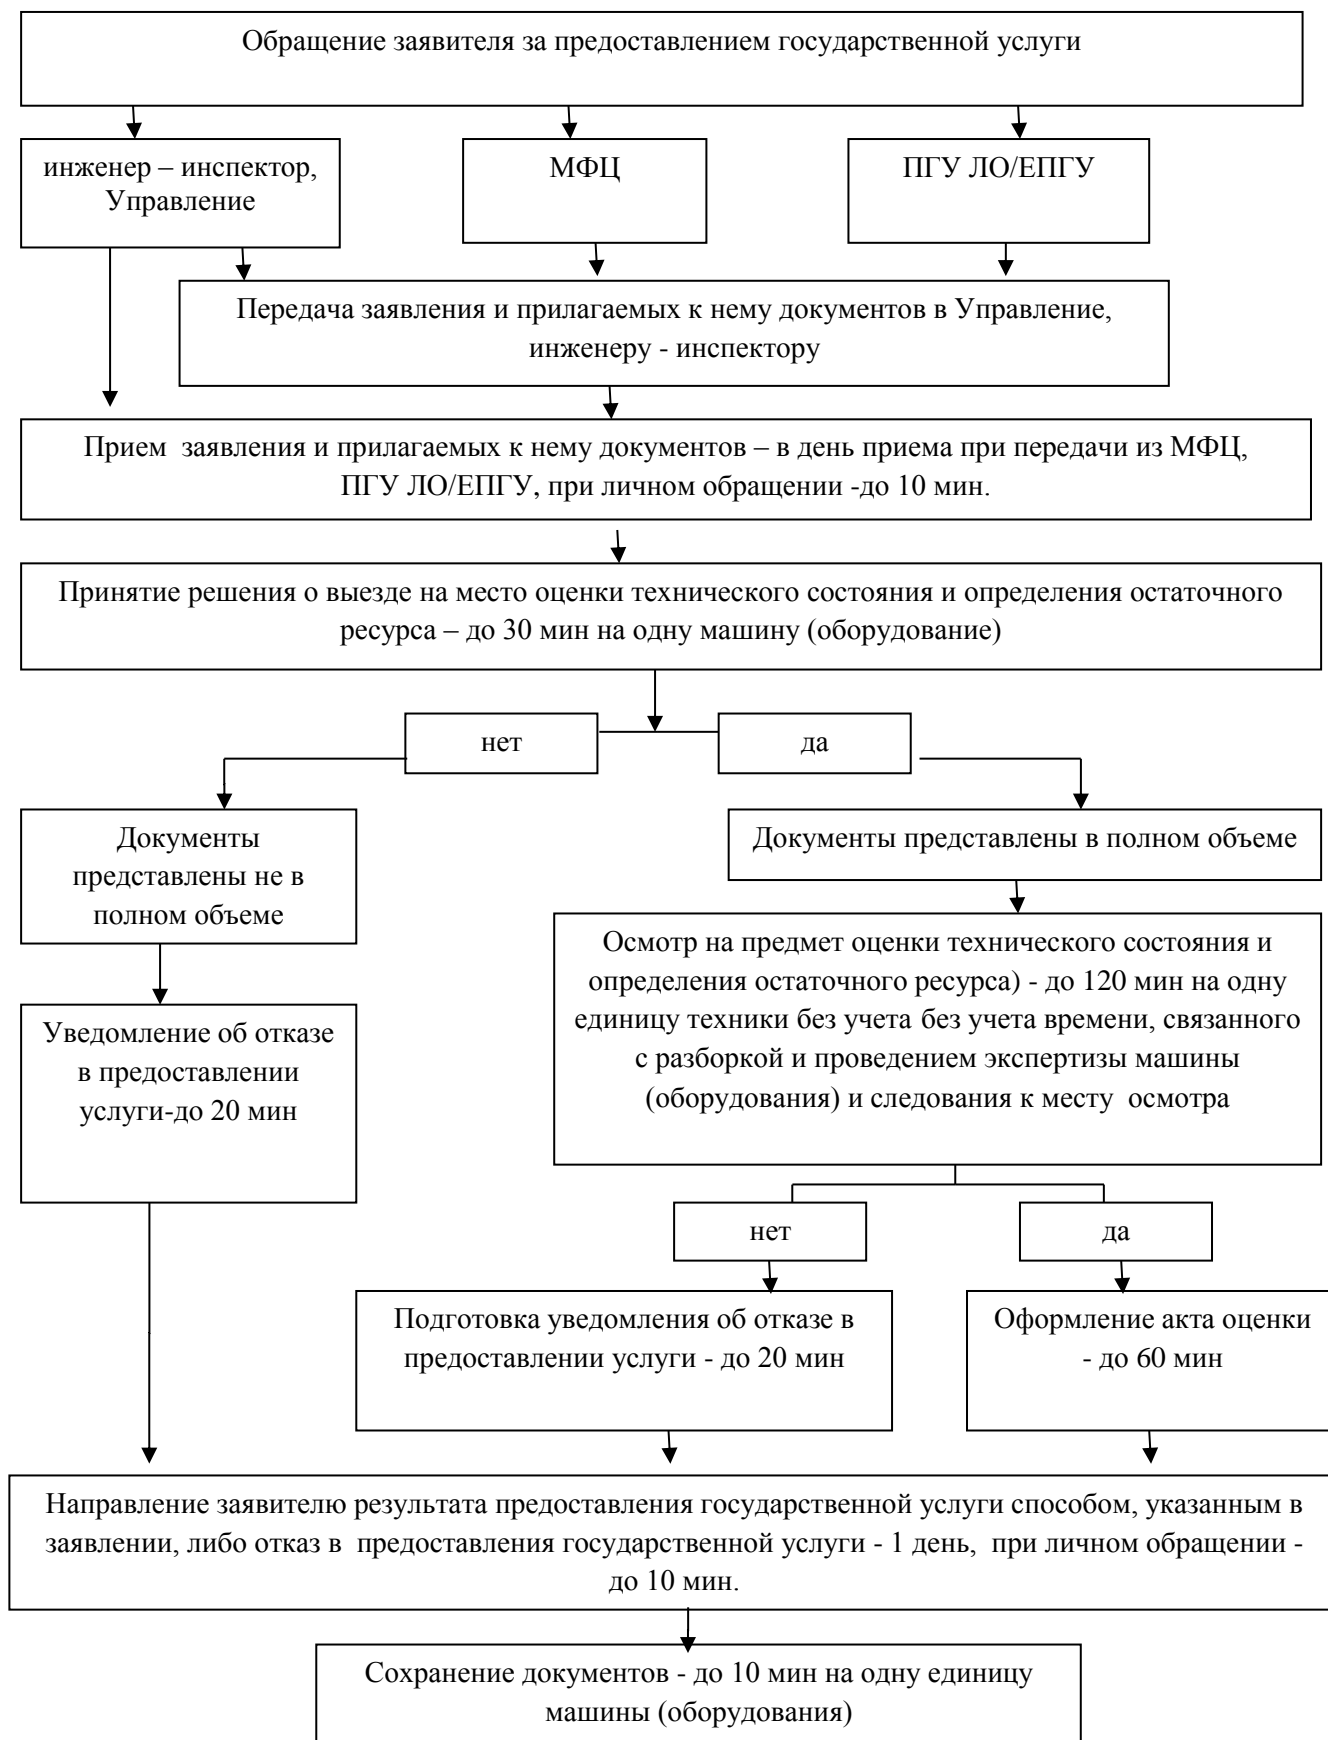 Обращение заявителя за предоставлением государственной услуги
инженер – инспектор,
Управление
МФЦ
ПГУ ЛО/ЕПГУ
Передача заявления и прилагаемых к нему документов в Управление,
инженеру - инспектору
Прием  заявления и прилагаемых к нему документов – в день приема при передачи из МФЦ,
ПГУ ЛО/ЕПГУ, при личном обращении -до 10 мин.
Принятие решения о выезде на место оценки технического состояния и определения остаточного
ресурса – до 30 мин на одну машину (оборудование)
нет
да
Документы
представлены не в
полном объеме
Документы представлены в полном объеме
Уведомление об отказе
в предоставлении
услуги-до 20 мин
Осмотр на предмет оценки технического состояния и
определения остаточного ресурса) - до 120 мин на одну
единицу техники без учета без учета времени, связанного
с разборкой и проведением экспертизы машины
(оборудования) и следования к месту  осмотра
нет
да
Подготовка уведомления об отказе в
предоставлении услуги - до 20 мин
Оформление акта оценки
- до 60 мин
Направление заявителю результата предоставления государственной услуги способом, указанным в
заявлении, либо отказ в  предоставления государственной услуги - 1 день,  при личном обращении -
до 10 мин.
Сохранение документов - до 10 мин на одну единицу
машины (оборудования)